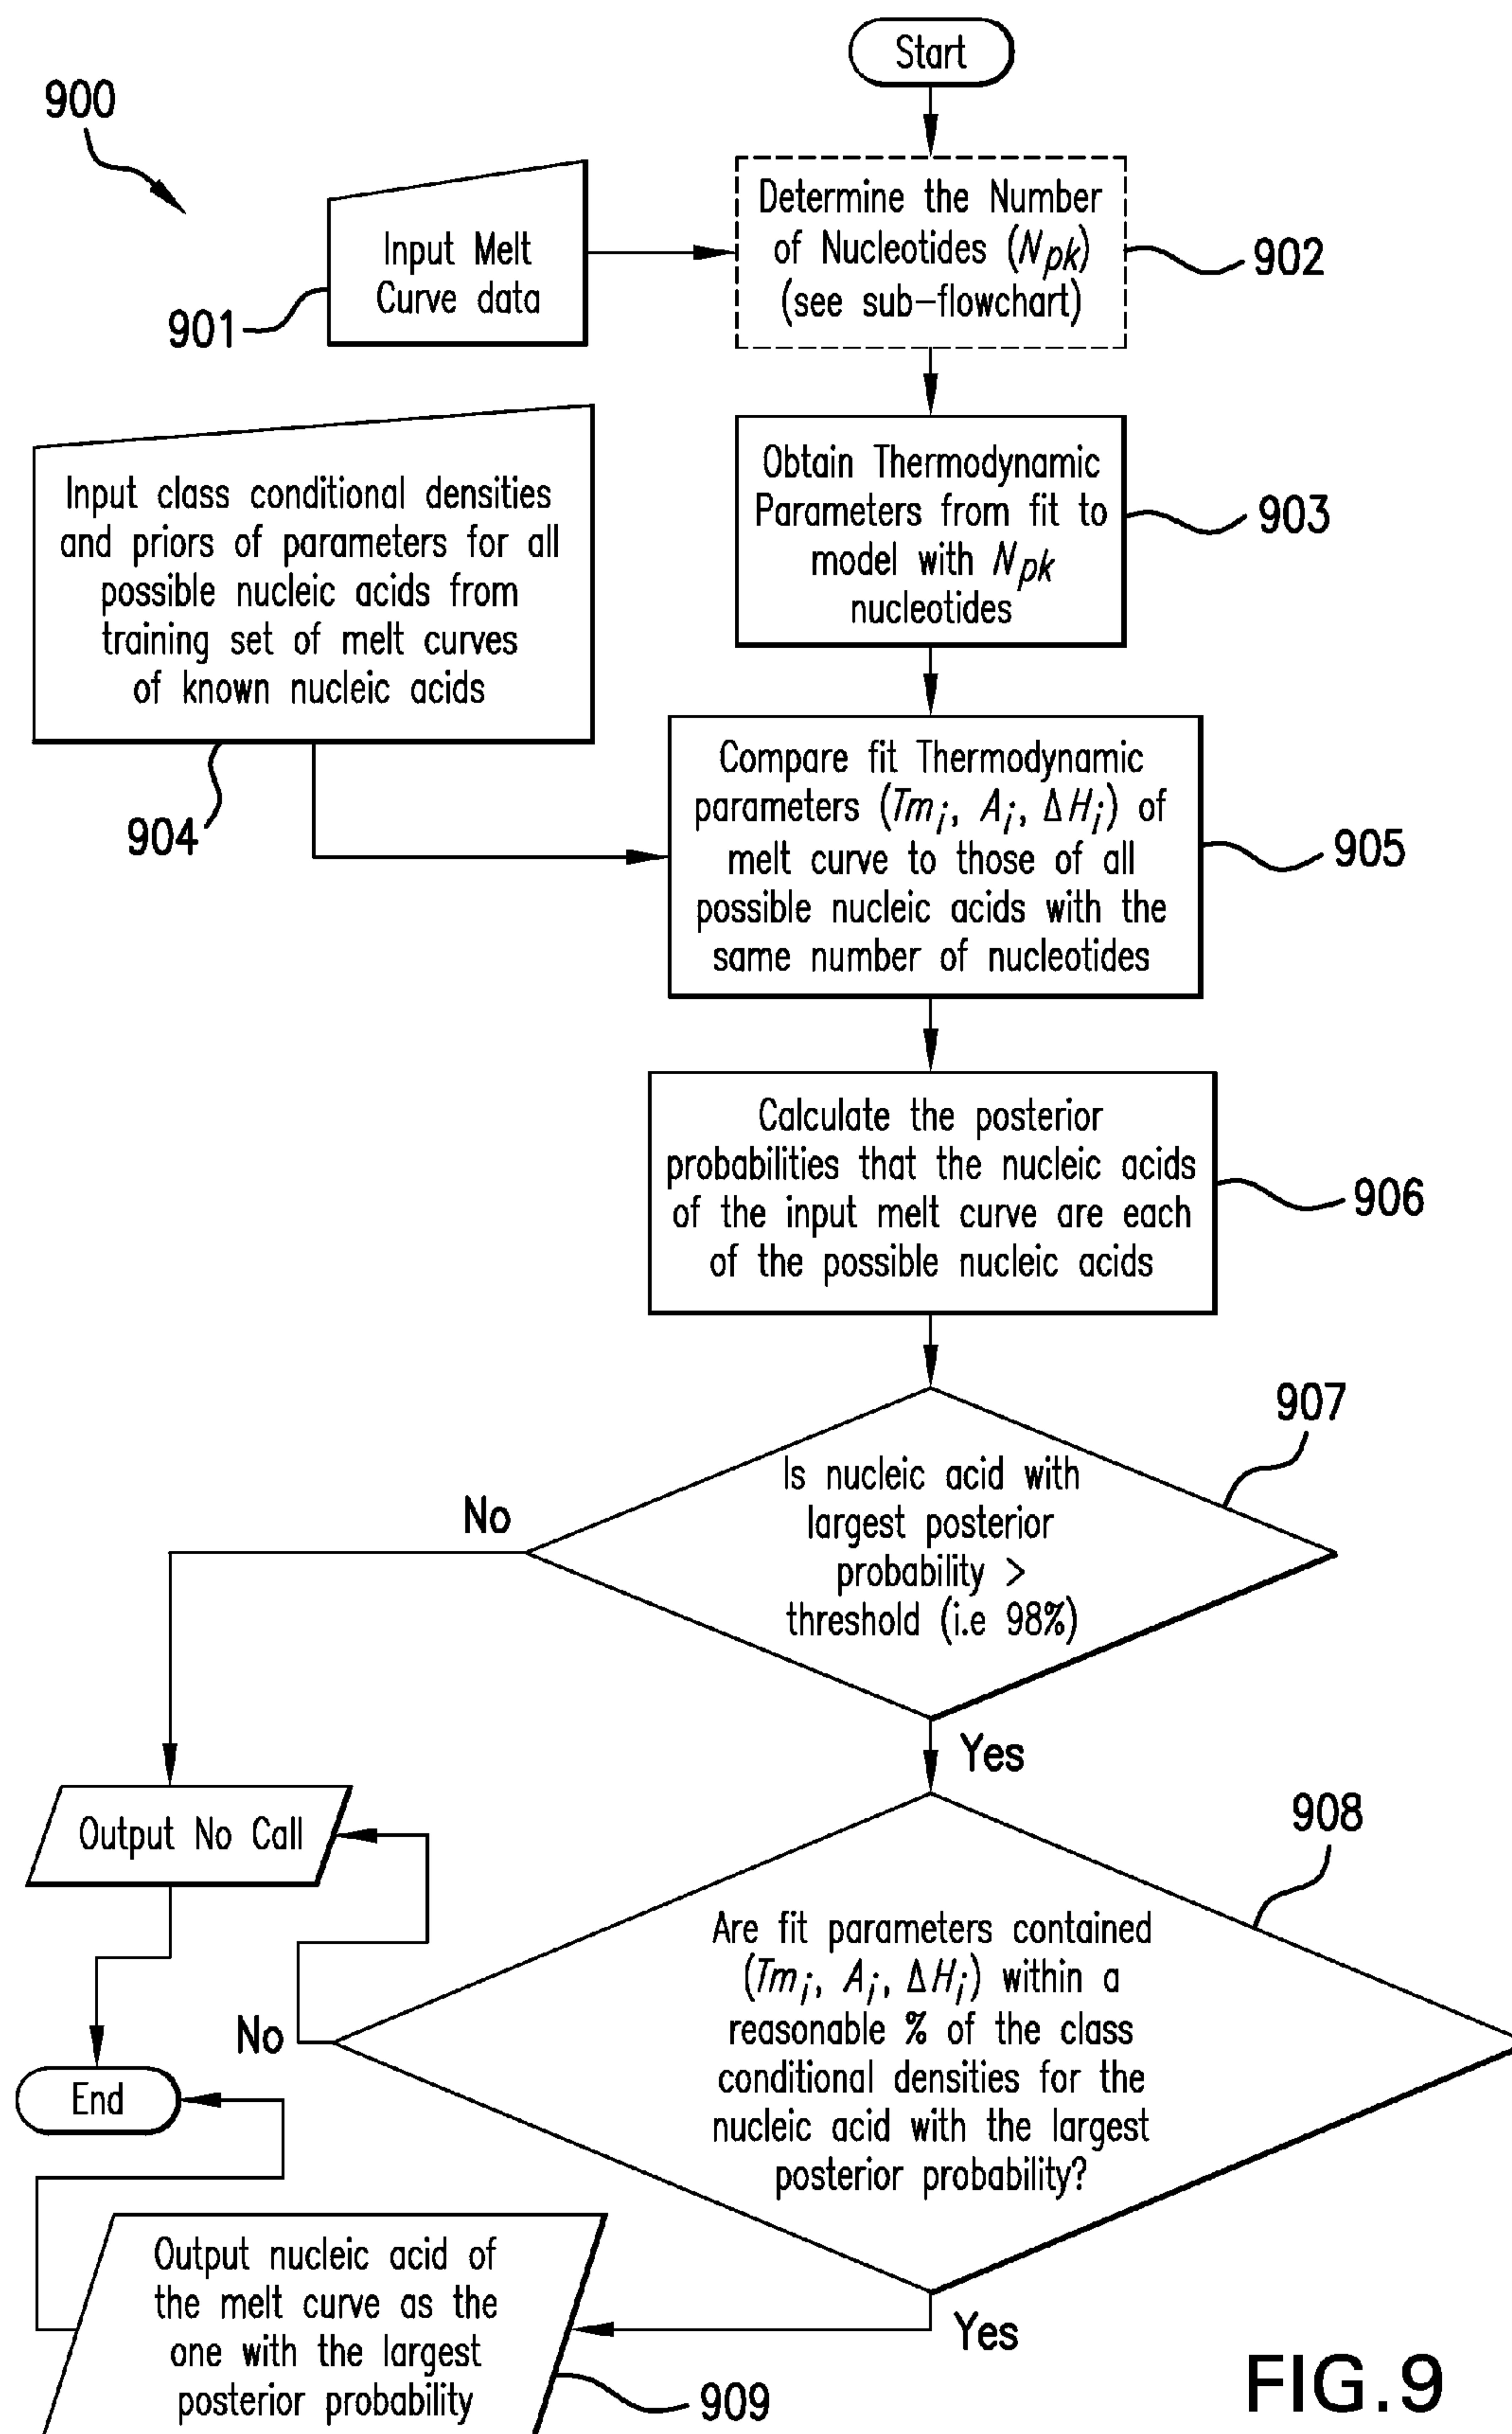 Start
900
Input Melt
Curve data
901
Determine the Number
of Nucleotides (Npk)
(see sub-flowchart)
902
Obtain Thermodynamic
Parameters from fit to
model with Npk
nucleotides
903
Input class conditional densities
and priors of parameters for all
possible nucleic acids from
training set of melt curves
of known nucleic acids
904
Compare fit Thermodynamic
parameters (Tmi, Ai, ΔHi) of
melt curve to those of all
possible nucleic acids with the
same number of nucleotides
905
Calculate the posterior
probabilities that the nucleic acids
of the input melt curve are each
of the possible nucleic acids
906
Is nucleic acid with
largest posterior
probability >
threshold (i.e 98%)
907
No
Yes
Output No Call
908
Are fit parameters contained
(Tmi, Ai, ΔHi) within a
reasonable % of the class
conditional densities for the
nucleic acid with the largest
posterior probability?
No
End
Yes
Output nucleic acid of
the melt curve as the
one with the largest
posterior probability
909
FIG.9